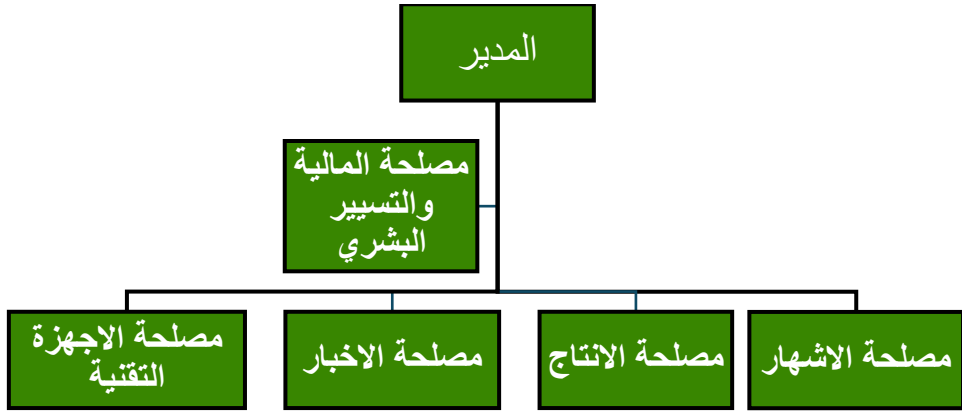 المدير
مصلحة المالية
والتسيير
البشري
مصلحة الاشهار
مصلحة الانتاج
مصلحة الاخبار
مصلحة الاجهزة
التقنية